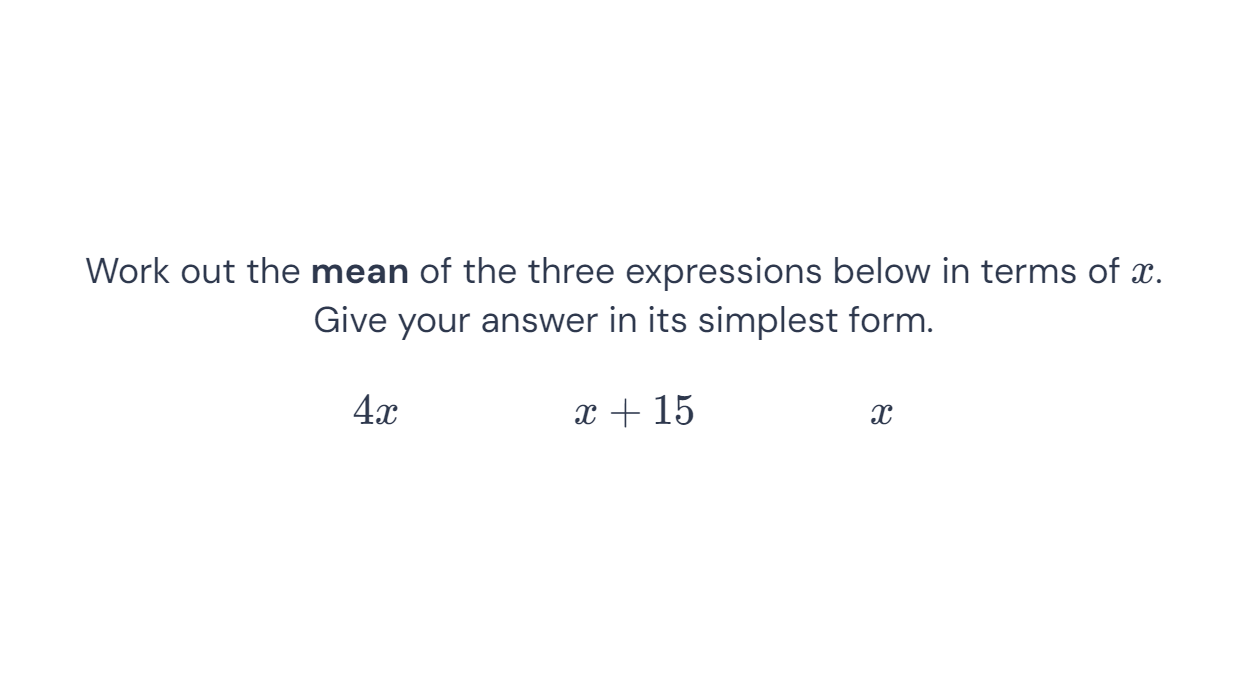 Work out the mean of the three expressions below in terms of x.
Give your answer in its simplest form.
4x x + 15 x